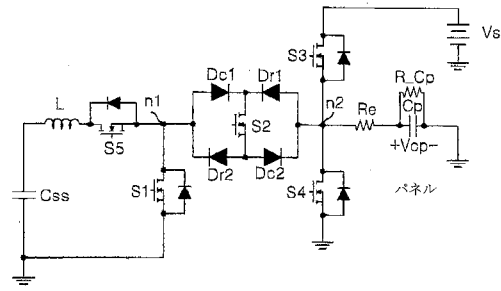 Vs
S3
R_Cp
Dc1 Dr1
n2
Cp
L
n1
S2
Re
S5
+Vcp-
Dr2 Dc2
Css
S1
S4
パネル